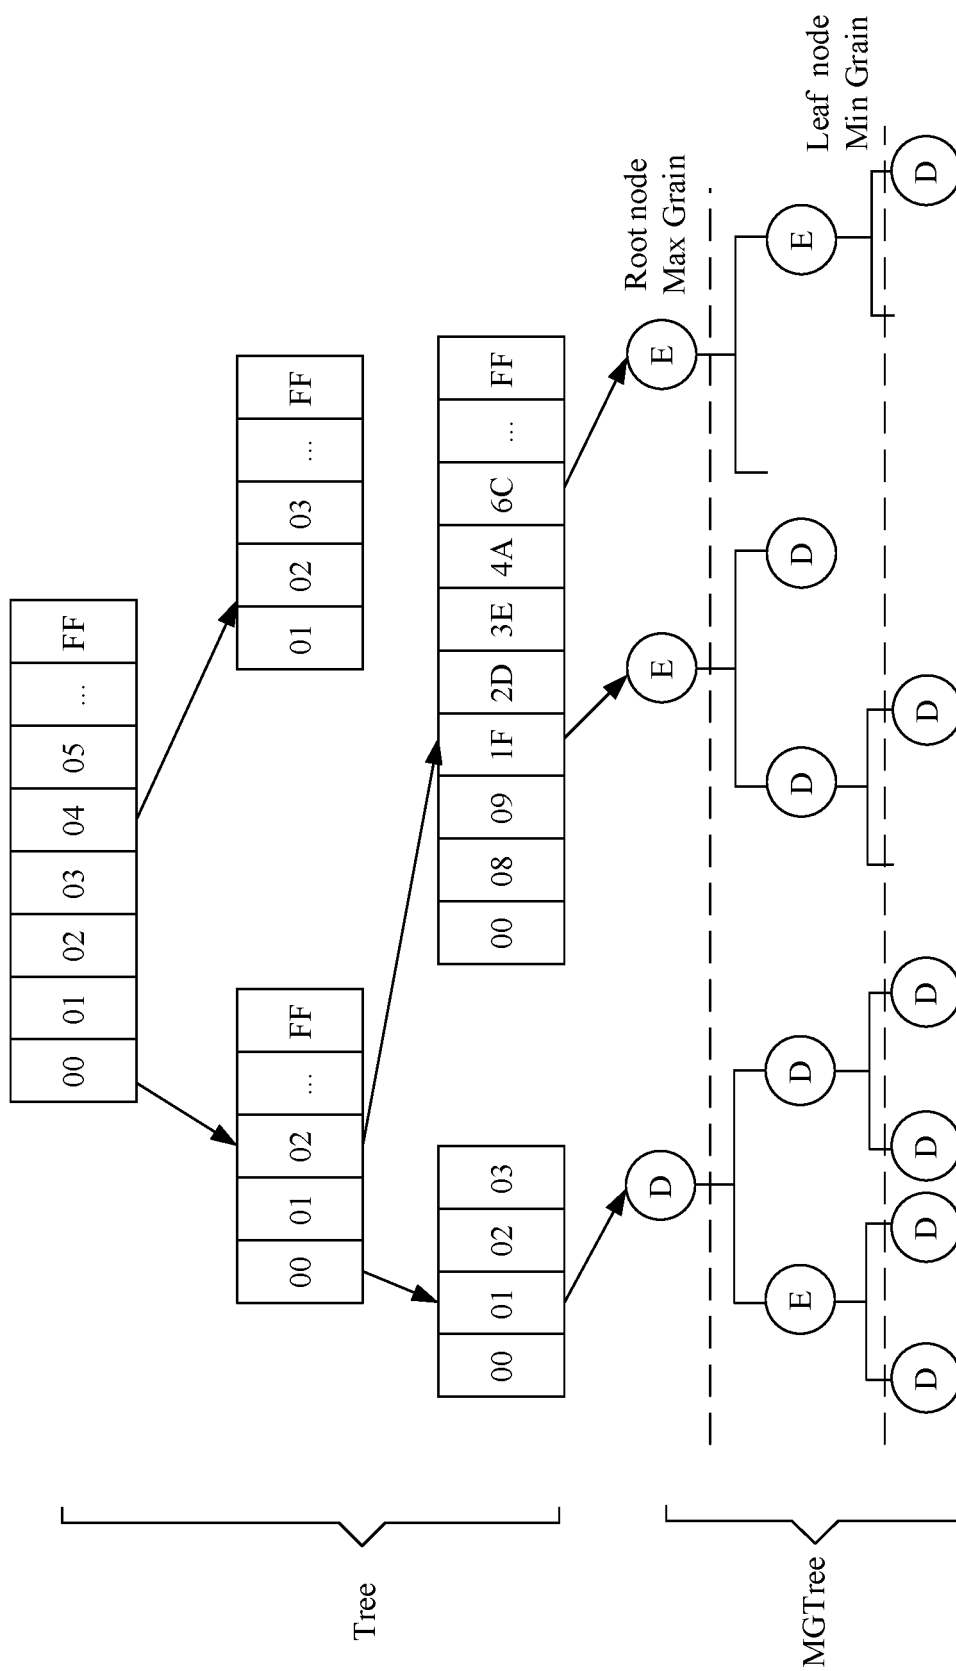 00 01 02 03 04 05 ... FF
00 01 02 ... FF
01 02 03 ... FF
Tree
00 01 02 03
00 08 09 1F 2D 3E 4A 6C ... FF
D
E
E
Root node
Max Grain
MGTree
E
D
D
D
E
Leaf node
Min Grain
D
D
D
D
D
D